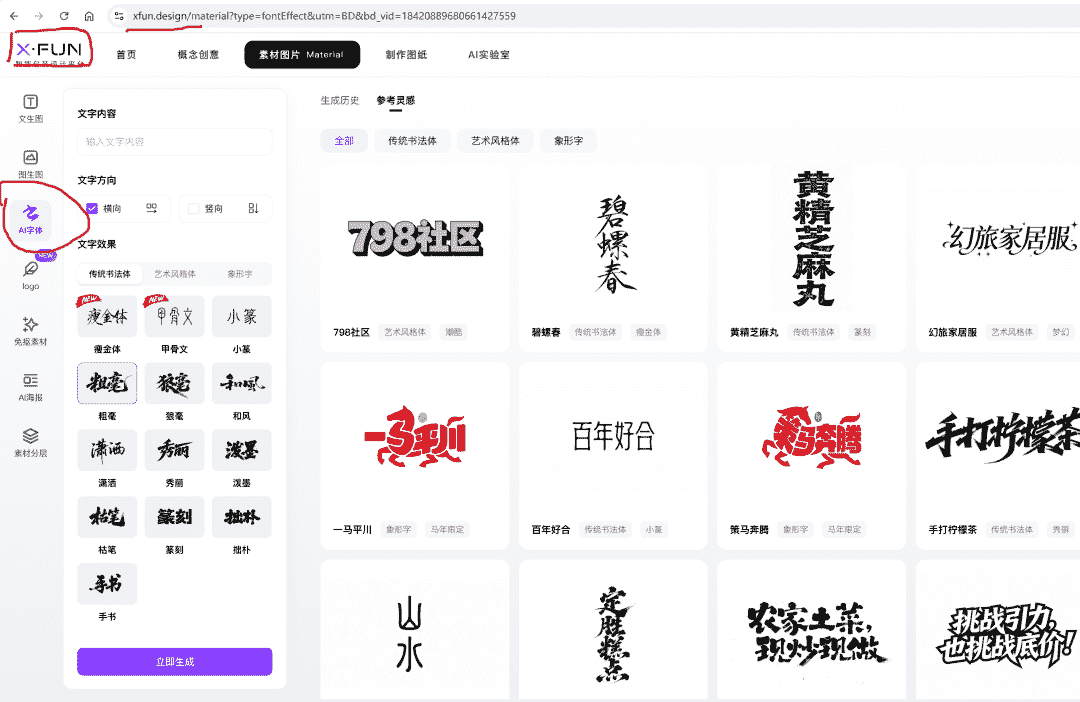 xfun.design/material?type=fontEffect&utm=BD&bd_vid=18420889680661427559
X·FUN
首页 概念创意 素材图片 Material 制作图纸 AI实验室
文生图
图生图
AI字体
NEW
logo
免抠素材
AI海报
素材分层
文字内容
输入文字内容
文字方向
横向 竖向
文字效果
传统书法体 艺术风格体 象形字
NEW NEW
瘦金体 甲骨文 小篆
瘦金体 甲骨文 小篆
粗毫 狼毫 和风
粗毫 狼毫 和风
潇洒 秀丽 泼墨
潇洒 秀丽 泼墨
枯笔 篆刻 拙朴
枯笔 篆刻 拙朴
手书
手书
立即生成
生成历史 参考灵感
全部 传统书法体 艺术风格体 象形字
798社区 碧螺春 黄精芝麻丸 幻旅家居服
798社区 艺术风格体 潮酷
碧螺春 传统书法体 瘦金体
黄精芝麻丸 传统书法体 篆刻
幻旅家居服 艺术风格体 梦幻
一马平川 百年好合 策马奔腾 手打柠檬茶
一马平川 象形字 马年限定
百年好合 传统书法体 小篆
策马奔腾 象形字 马年限定
手打柠檬茶 传统书法体 秀丽
山水
定胜糕点
农家土菜,
现炒现做
挑战引力,
也挑战底价!